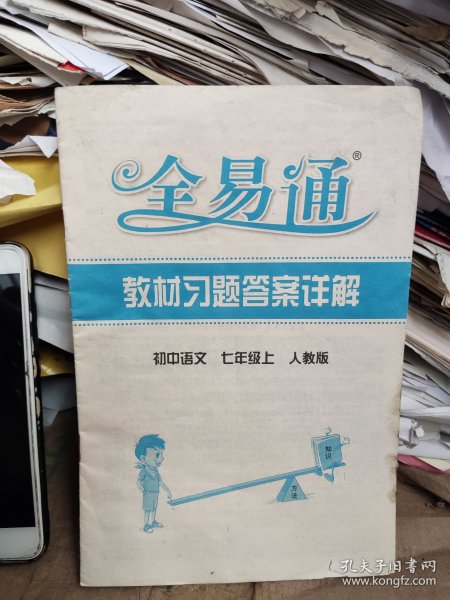 全易通®
教材习题答案详解
初中语文 七年级上 人教版
知识
方法
孔夫子旧书网
www.kongfz.com